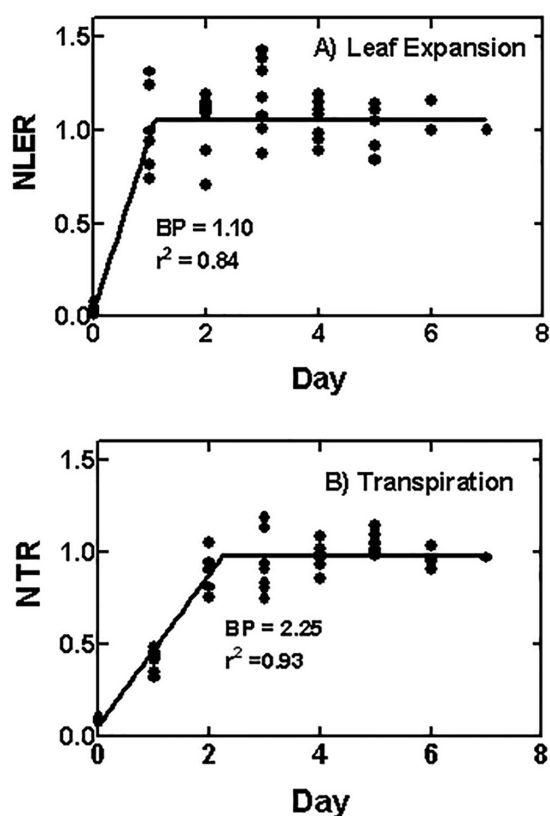 1.5
A) Leaf Expansion
1.0
NLER
0.5
BP = 1.10
r² = 0.84
0.0
0 2 4 6 8
Day
1.5
B) Transpiration
1.0
NTR
0.5
BP = 2.25
r² =0.93
0.0
0 2 4 6 8
Day